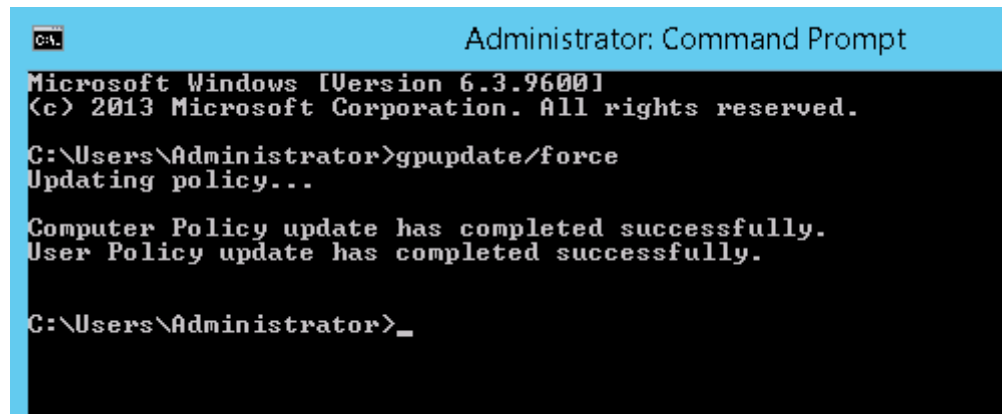 Administrator: Command Prompt
Microsoft Windows [Version 6.3.9600]
(c) 2013 Microsoft Corporation. All rights reserved.
C:\Users\Administrator>gpupdate/force
Updating policy...
Computer Policy update has completed successfully.
User Policy update has completed successfully.
C:\Users\Administrator>_